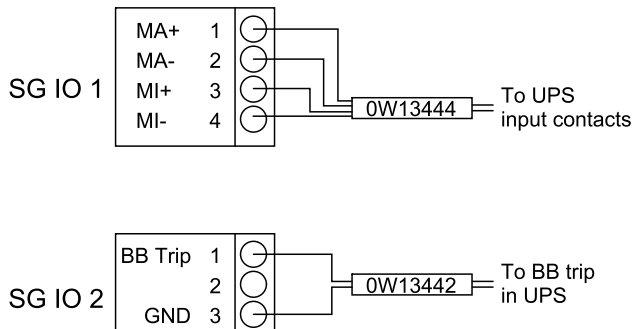 MA+ 1
MA- 2
SG IO 1
MI+ 3
MI- 4
0W13444
To UPS
input contacts
BB Trip 1
2
SG IO 2
GND 3
0W13442
To BB trip
in UPS